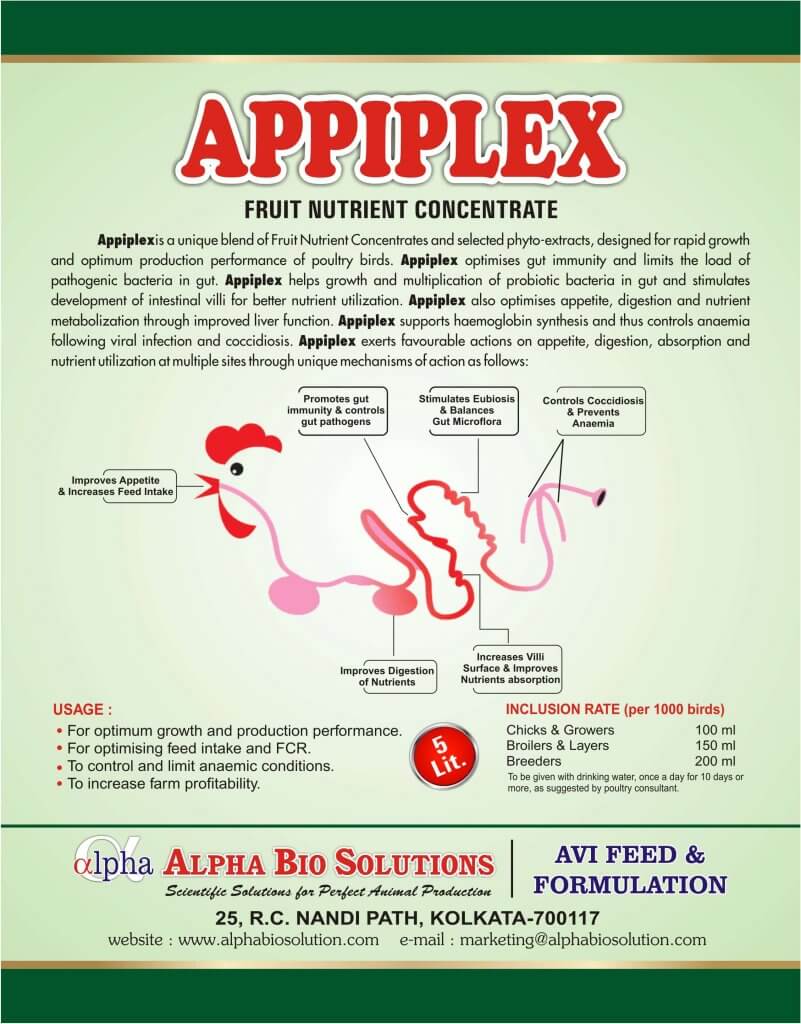 APPIPLEX
FRUIT NUTRIENT CONCENTRATE
Appiplex is a unique blend of Fruit Nutrient Concentrates and selected phyto-extracts, designed for rapid growth
and optimum production performance of poultry birds. Appiplex optimises gut immunity and limits the load of
pathogenic bacteria in gut. Appiplex helps growth and multiplication of probiotic bacteria in gut and stimulates
development of intestinal villi for better nutrient utilization. Appiplex also optimises appetite, digestion and nutrient
metabolization through improved liver function. Appiplex supports haemoglobin synthesis and thus controls anaemia
following viral infection and coccidiosis. Appiplex exerts favourable actions on appetite, digestion, absorption and
nutrient utilization at multiple sites through unique mechanisms of action as follows:
Promotes gut
immunity & controls
gut pathogens
Stimulates Eubiosis
& Balances
Gut Microflora
Controls Coccidiosis
& Prevents
Anaemia
Improves Appetite
& Increases Feed Intake
Improves Digestion
of Nutrients
Increases Villi
Surface & Improves
Nutrients absorption
USAGE :
• For optimum growth and production performance.
• For optimising feed intake and FCR.
• To control and limit anaemic conditions.
• To increase farm profitability.
5
Lit.
INCLUSION RATE (per 1000 birds)
Chicks & Growers 100 ml
Broilers & Layers 150 ml
Breeders 200 ml
To be given with drinking water, once a day for 10 days or
more, as suggested by poultry consultant.
αlpha ALPHA BIO SOLUTIONS
Scientific Solutions for Perfect Animal Production
AVI FEED &
FORMULATION
25, R.C. NANDI PATH, KOLKATA-700117
website : www.alphabiosolution.com e-mail : marketing@alphabiosolution.com